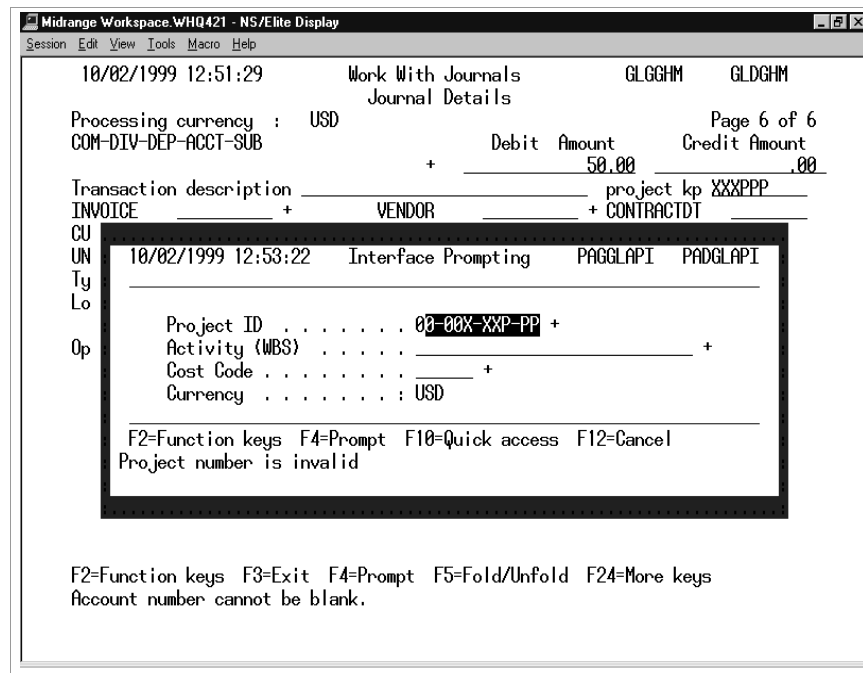 Midrange Workspace.WHQ421 - NS/Elite Display
Session Edit View Tools Macro Help
10/02/1999 12:51:29 Work With Journals GLGGHM GLDGHM
Journal Details
Processing currency : USD Page 6 of 6
COM-DIV-DEP-ACCT-SUB Debit Amount Credit Amount
+ 50.00 .00
Transaction description project kp XXXPPP
INVOICE + VENDOR + CONTRACTDT
CU
UN 10/02/1999 12:53:22 Interface Prompting PAGGLAPI PADGLAPI
Ty
Lo
Project ID . . . . . . . 00-00X-XXP-PP +
Op Activity (WBS) . . . . . +
Cost Code . . . . . . . . +
Currency . . . . . . . : USD
F2=Function keys F4=Prompt F10=Quick access F12=Cancel
Project number is invalid
F2=Function keys F3=Exit F4=Prompt F5=Fold/Unfold F24=More keys
Account number cannot be blank.